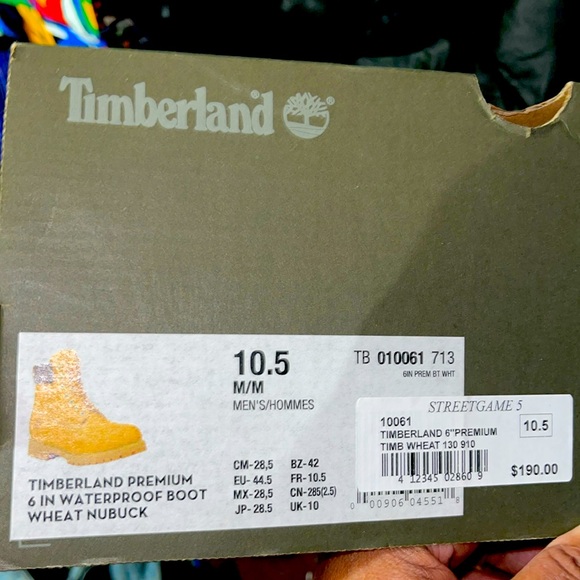 Timberland®
10.5
M/M
MEN'S/HOMMES
TB 010061 713
6IN PREM BT WHT
CM-28,5 BZ-42
EU- 44.5 FR-10.5
MX-28,5 CN-285(2.5)
JP- 28.5 UK-10
TIMBERLAND PREMIUM
6 IN WATERPROOF BOOT
WHEAT NUBUCK
STREETGAME 5
10061
TIMBERLAND 6"PREMIUM
TIMB WHEAT 130 910
10.5
4 12345 02860 9
$190.00
0 00906 04551 8